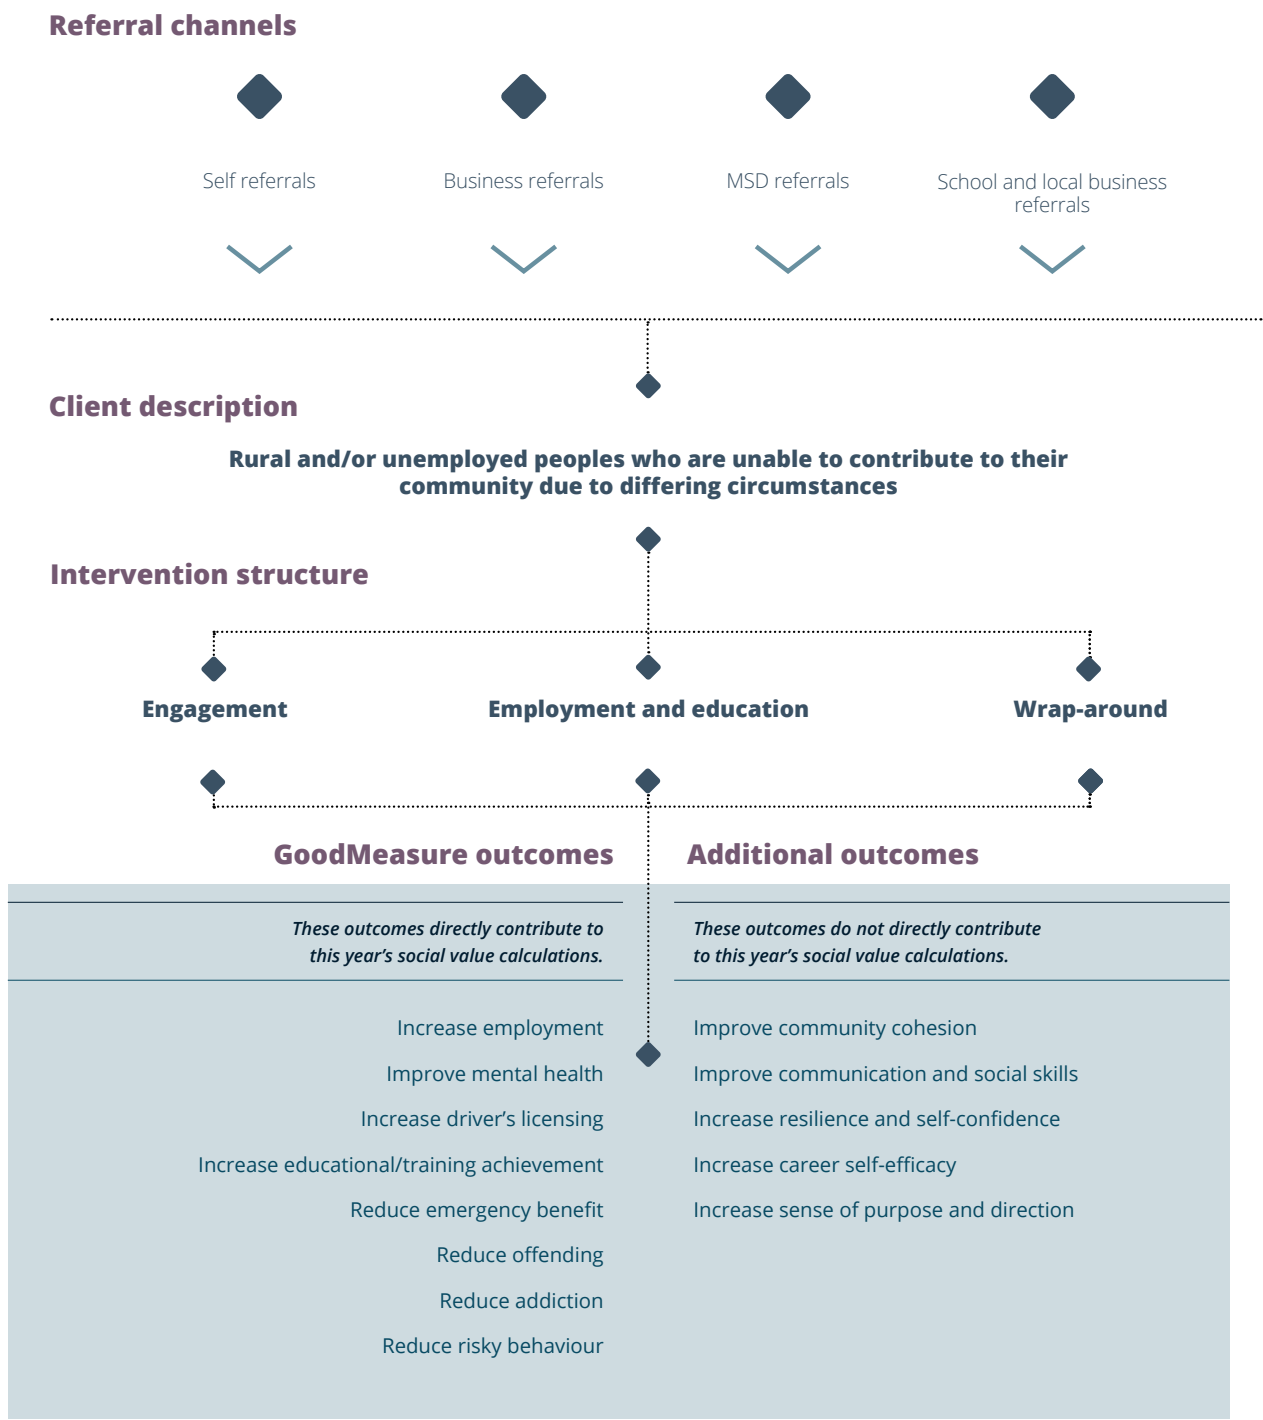 Referral channels
Self referrals
Business referrals
MSD referrals
School and local business
referrals
Client description
Rural and/or unemployed peoples who are unable to contribute to their
community due to differing circumstances
Intervention structure
Engagement
Employment and education
Wrap-around
GoodMeasure outcomes
These outcomes directly contribute to
this year’s social value calculations.
Increase employment
Improve mental health
Increase driver’s licensing
Increase educational/training achievement
Reduce emergency benefit
Reduce offending
Reduce addiction
Reduce risky behaviour
Additional outcomes
These outcomes do not directly contribute
to this year’s social value calculations.
Improve community cohesion
Improve communication and social skills
Increase resilience and self-confidence
Increase career self-efficacy
Increase sense of purpose and direction